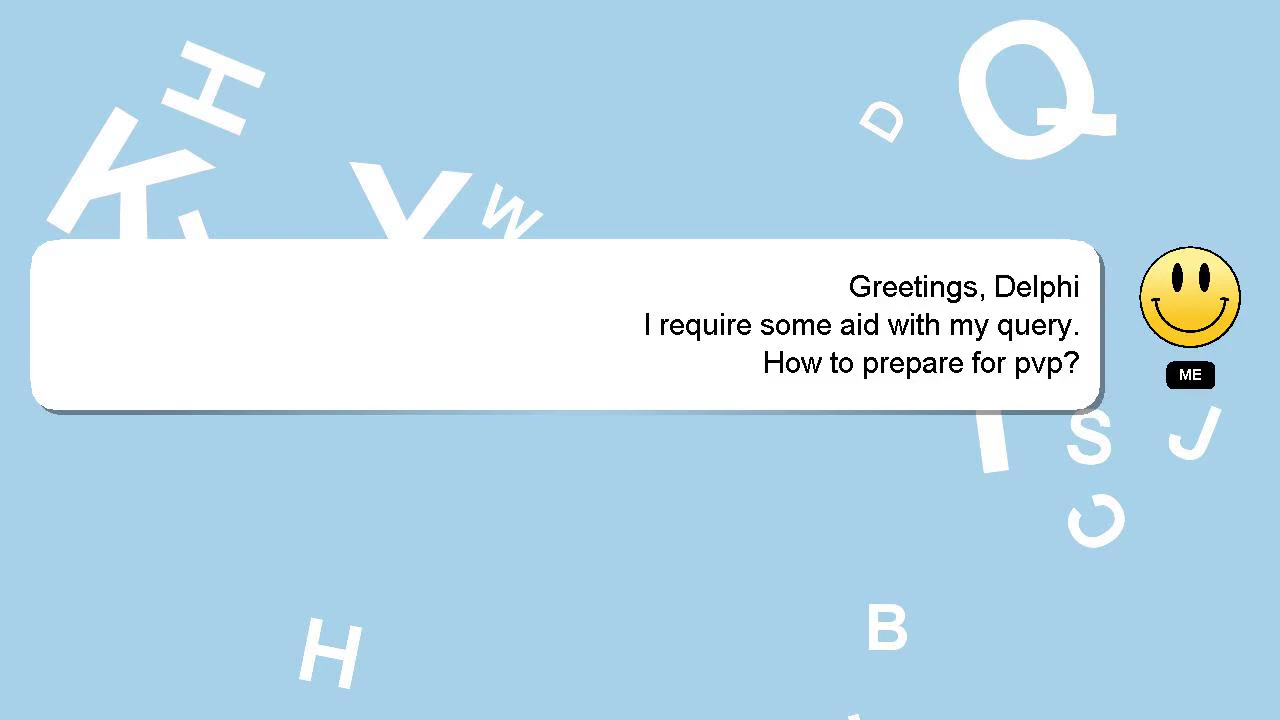 H
Q
D
K
Y
W
Greetings, Delphi
I require some aid with my query.
How to prepare for pvp?
ME
S
J
C
B
H